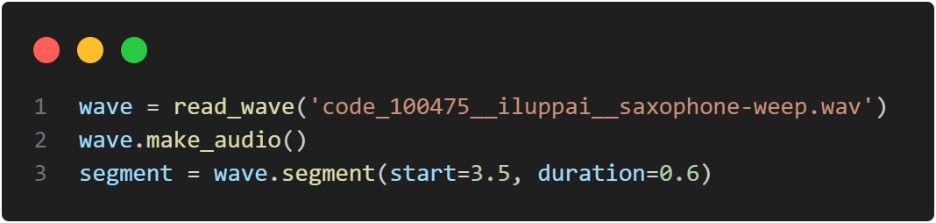 1 wave = read_wave('code_100475__iluppai__saxophone-weep.wav')
2 wave.make_audio()
3 segment = wave.segment(start=3.5, duration=0.6)